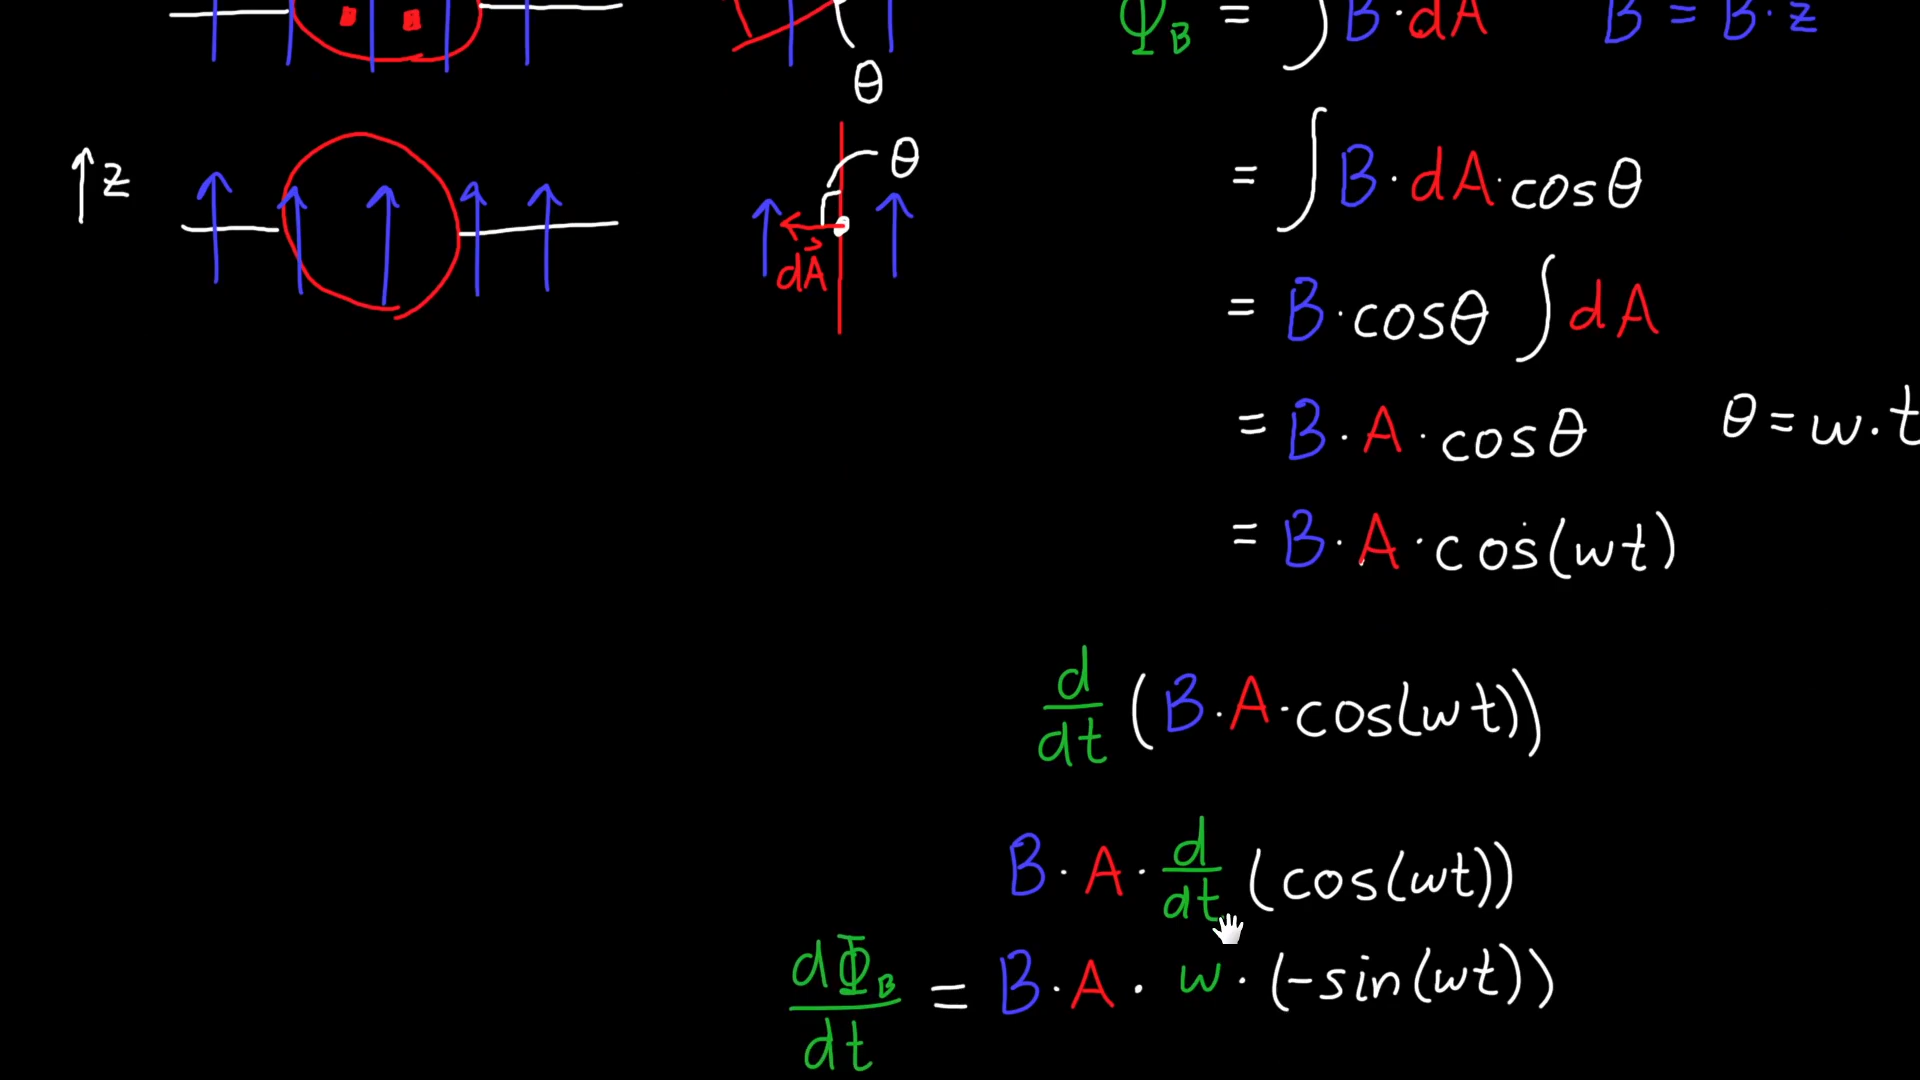 Φ_B = ∫ B · dA    B = B · z
θ
z
θ
dA⃗
= ∫ B · dA · cosθ
= B · cosθ ∫ dA
= B · A · cosθ    θ = w · t
= B · A · cos(wt)
d/dt (B · A · cos(wt))
B · A · d/dt (cos(wt))
dΦ_B/dt = B · A · w · (-sin(wt))